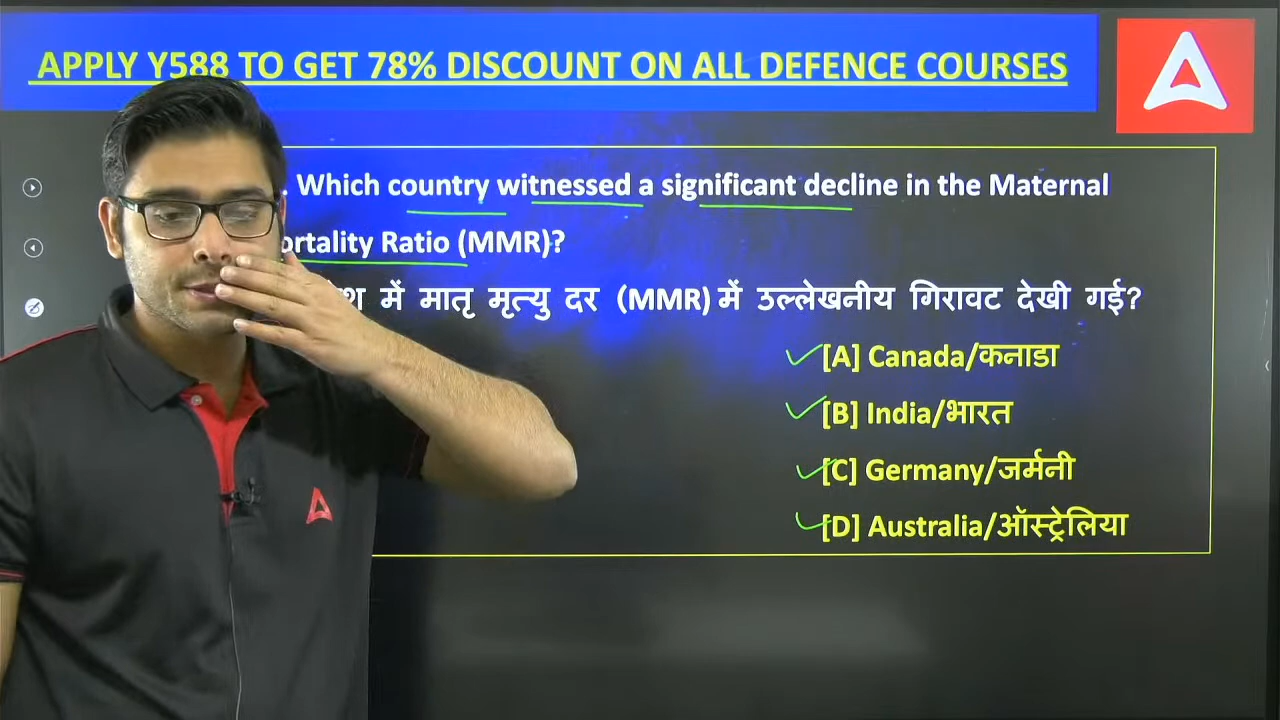 APPLY Y588 TO GET 78% DISCOUNT ON ALL DEFENCE COURSES
. Which country witnessed a significant decline in the Maternal
ortality Ratio (MMR)?
में मातृ मृत्यु दर (MMR) में उल्लेखनीय गिरावट देखी गई?
[A] Canada/कनाडा
[B] India/भारत
[C] Germany/जर्मनी
[D] Australia/ऑस्ट्रेलिया